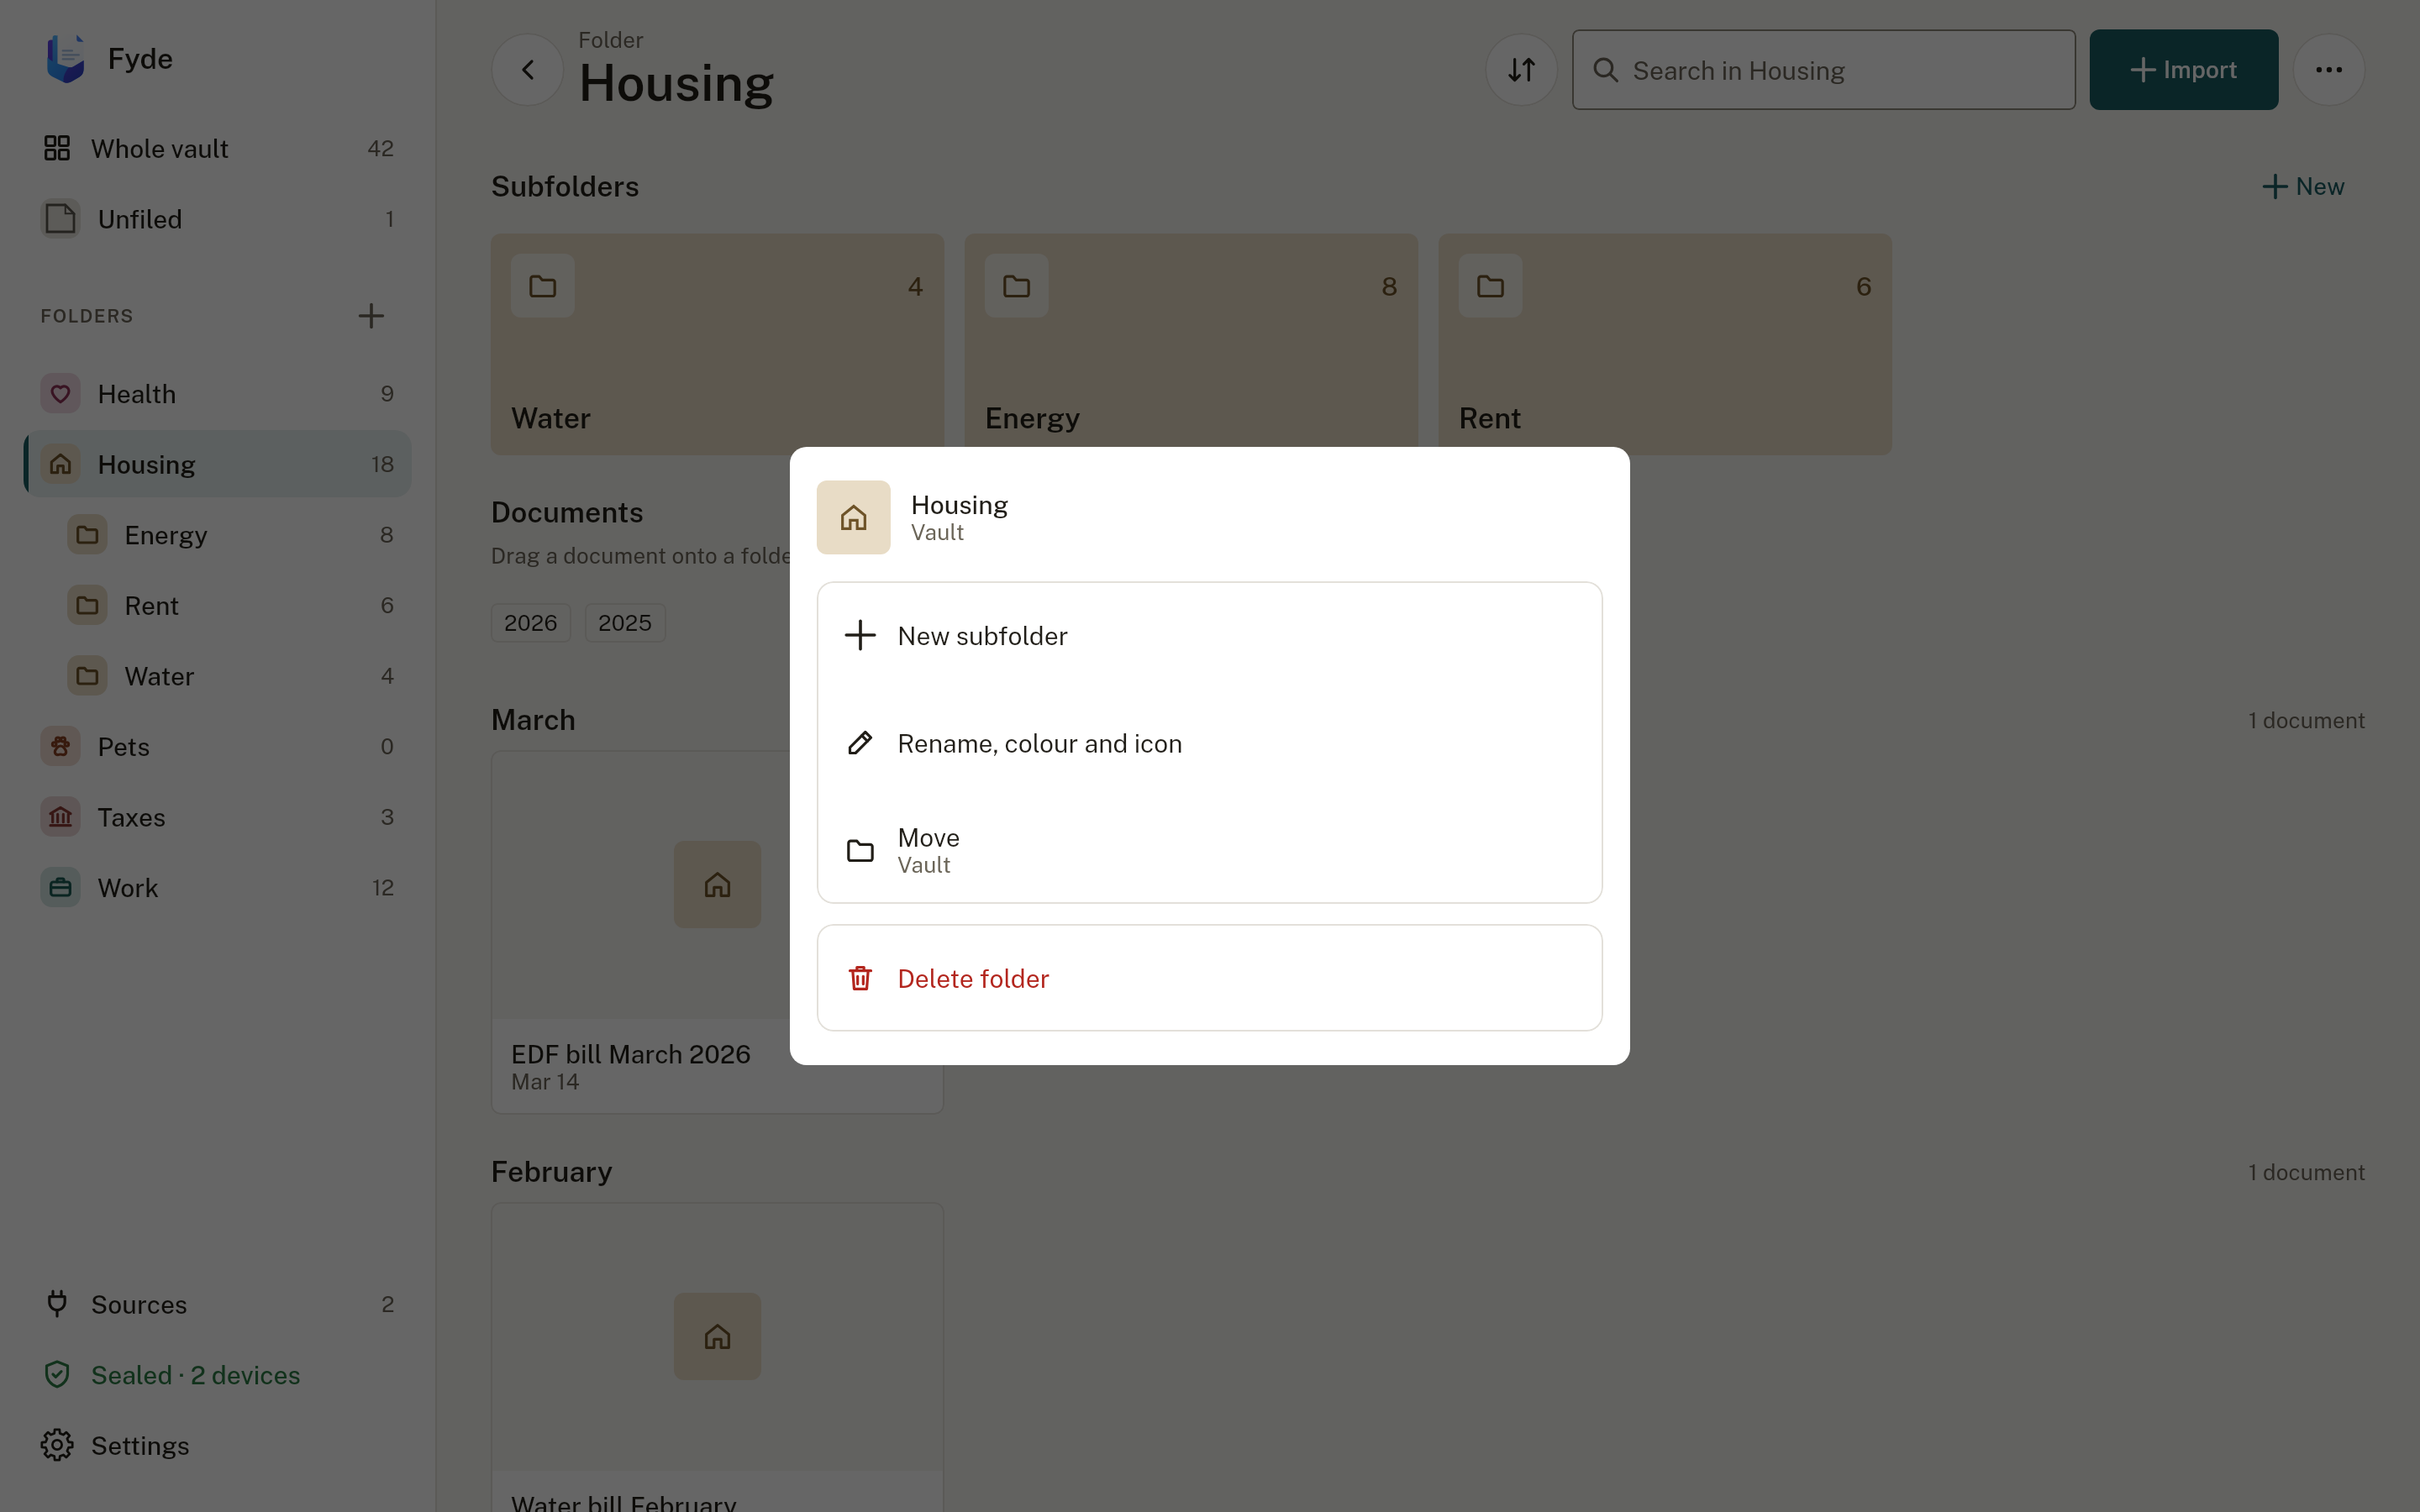 Fyde
Whole vault 42
Unfiled 1
FOLDERS
Health 9
Housing 18
Energy 8
Rent 6
Water 4
Pets 0
Taxes 3
Work 12
Sources 2
Sealed · 2 devices
Settings
Folder
Housing
Search in Housing
Import
Subfolders
New
4
Water
8
Energy
6
Rent
Documents
Drag a document onto a folde
2026 2025
March 1 document
EDF bill March 2026
Mar 14
February 1 document
Water bill February
Housing
Vault
New subfolder
Rename, colour and icon
Move
Vault
Delete folder